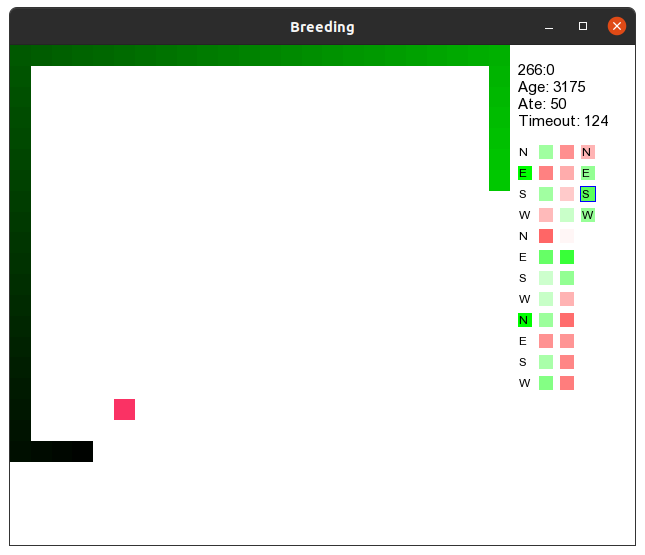 Breeding
266:0
Age: 3175
Ate: 50
Timeout: 124
N N
E E
S S
W W
N
E
S
W
N
E
S
W